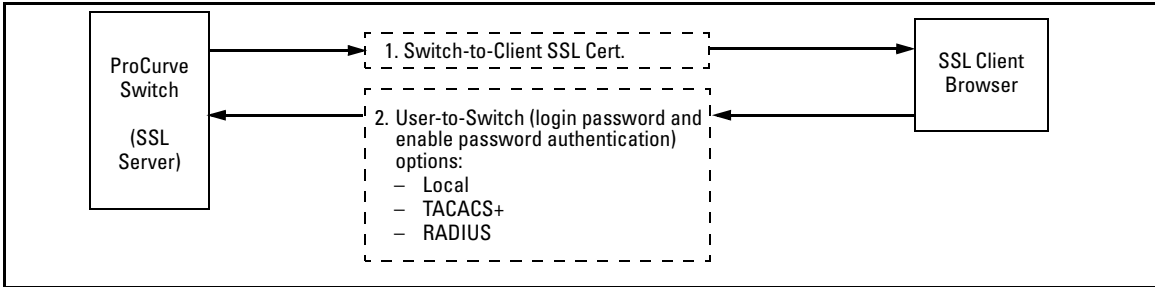 ProCurve
Switch
(SSL
Server)
1. Switch-to-Client SSL Cert.
2. User-to-Switch (login password and
enable password authentication)
options:
– Local
– TACACS+
– RADIUS
SSL Client
Browser